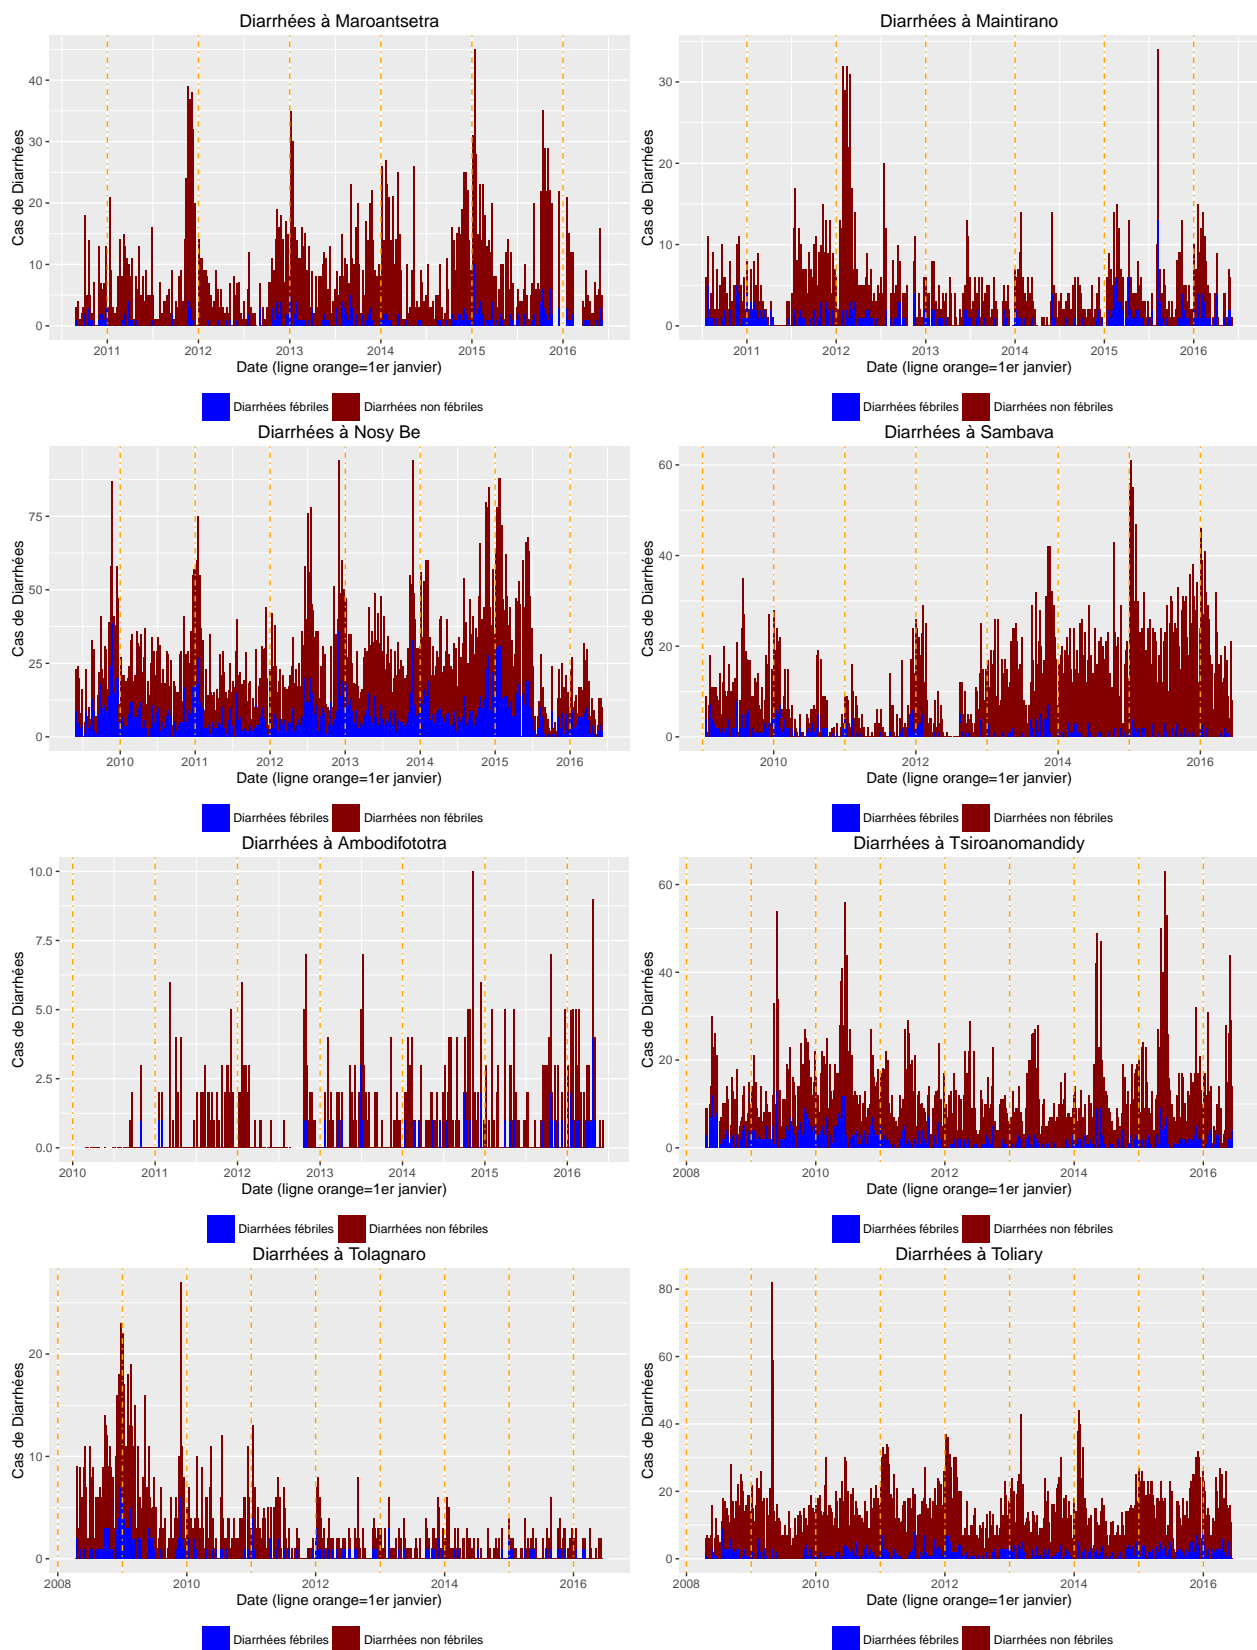 Diarrhées à Maroantsetra
Cas de Diarrhées
40
30
20
10
0
2011 2012 2013 2014 2015 2016
Date (ligne orange=1er janvier)
Diarrhées fébriles Diarrhées non fébriles
Diarrhées à Maintirano
Cas de Diarrhées
30
20
10
0
2011 2012 2013 2014 2015 2016
Date (ligne orange=1er janvier)
Diarrhées fébriles Diarrhées non fébriles
Diarrhées à Nosy Be
Cas de Diarrhées
75
50
25
0
2010 2011 2012 2013 2014 2015 2016
Date (ligne orange=1er janvier)
Diarrhées fébriles Diarrhées non fébriles
Diarrhées à Sambava
Cas de Diarrhées
60
40
20
0
2010 2012 2014 2016
Date (ligne orange=1er janvier)
Diarrhées fébriles Diarrhées non fébriles
Diarrhées à Ambodifototra
Cas de Diarrhées
10.0
7.5
5.0
2.5
0.0
2010 2011 2012 2013 2014 2015 2016
Date (ligne orange=1er janvier)
Diarrhées fébriles Diarrhées non fébriles
Diarrhées à Tsiroanomandidy
Cas de Diarrhées
60
40
20
0
2008 2010 2012 2014 2016
Date (ligne orange=1er janvier)
Diarrhées fébriles Diarrhées non fébriles
Diarrhées à Tolagnaro
Cas de Diarrhées
20
10
0
2008 2010 2012 2014 2016
Date (ligne orange=1er janvier)
Diarrhées fébriles Diarrhées non fébriles
Diarrhées à Toliary
Cas de Diarrhées
80
60
40
20
0
2008 2010 2012 2014 2016
Date (ligne orange=1er janvier)
Diarrhées fébriles Diarrhées non fébriles